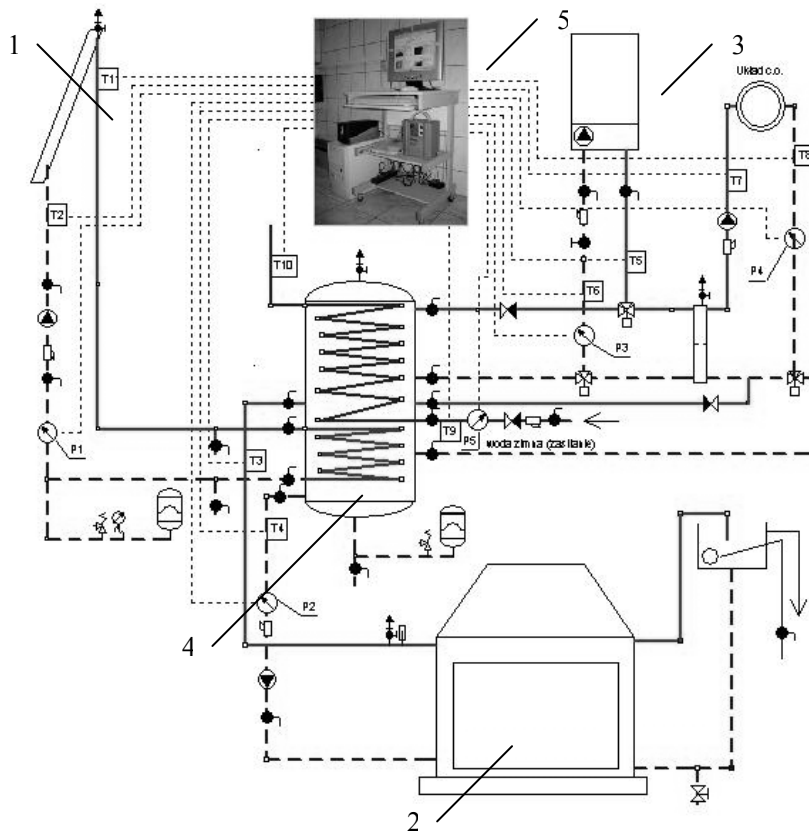 1
5
3
Układ c.o.
T1
T8
T7
T2
T10
T5
P4
T6
P3
P1
T3
T9
P5
woda zimna (zasilanie)
T4
P2
4
2